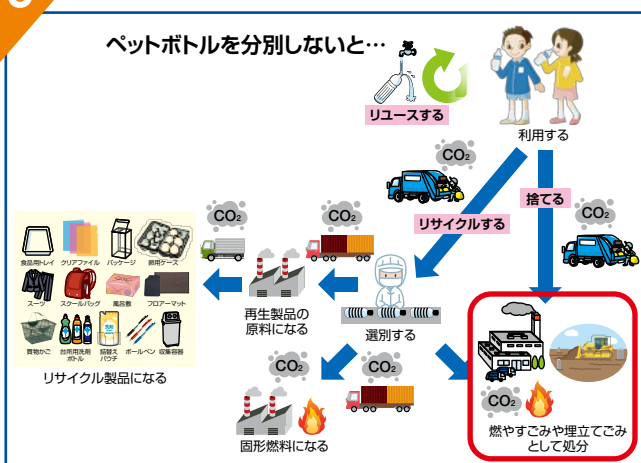 ペットボトルを分別しないと…
リユースする
利用する
CO2
リサイクルする
捨てる
CO2
CO2
CO2
食品用トレイ
クリアファイル
パッケージ
卵用ケース
スーツ
スクールバッグ
風呂敷
フロアーマット
買物かご
台所用洗剤
ボトル
詰替え
パウチ
ボールペン
収集容器
リサイクル製品になる
再生製品の
原料になる
選別する
CO2
CO2
固形燃料になる
CO2
燃やすごみや埋立てごみ
として処分